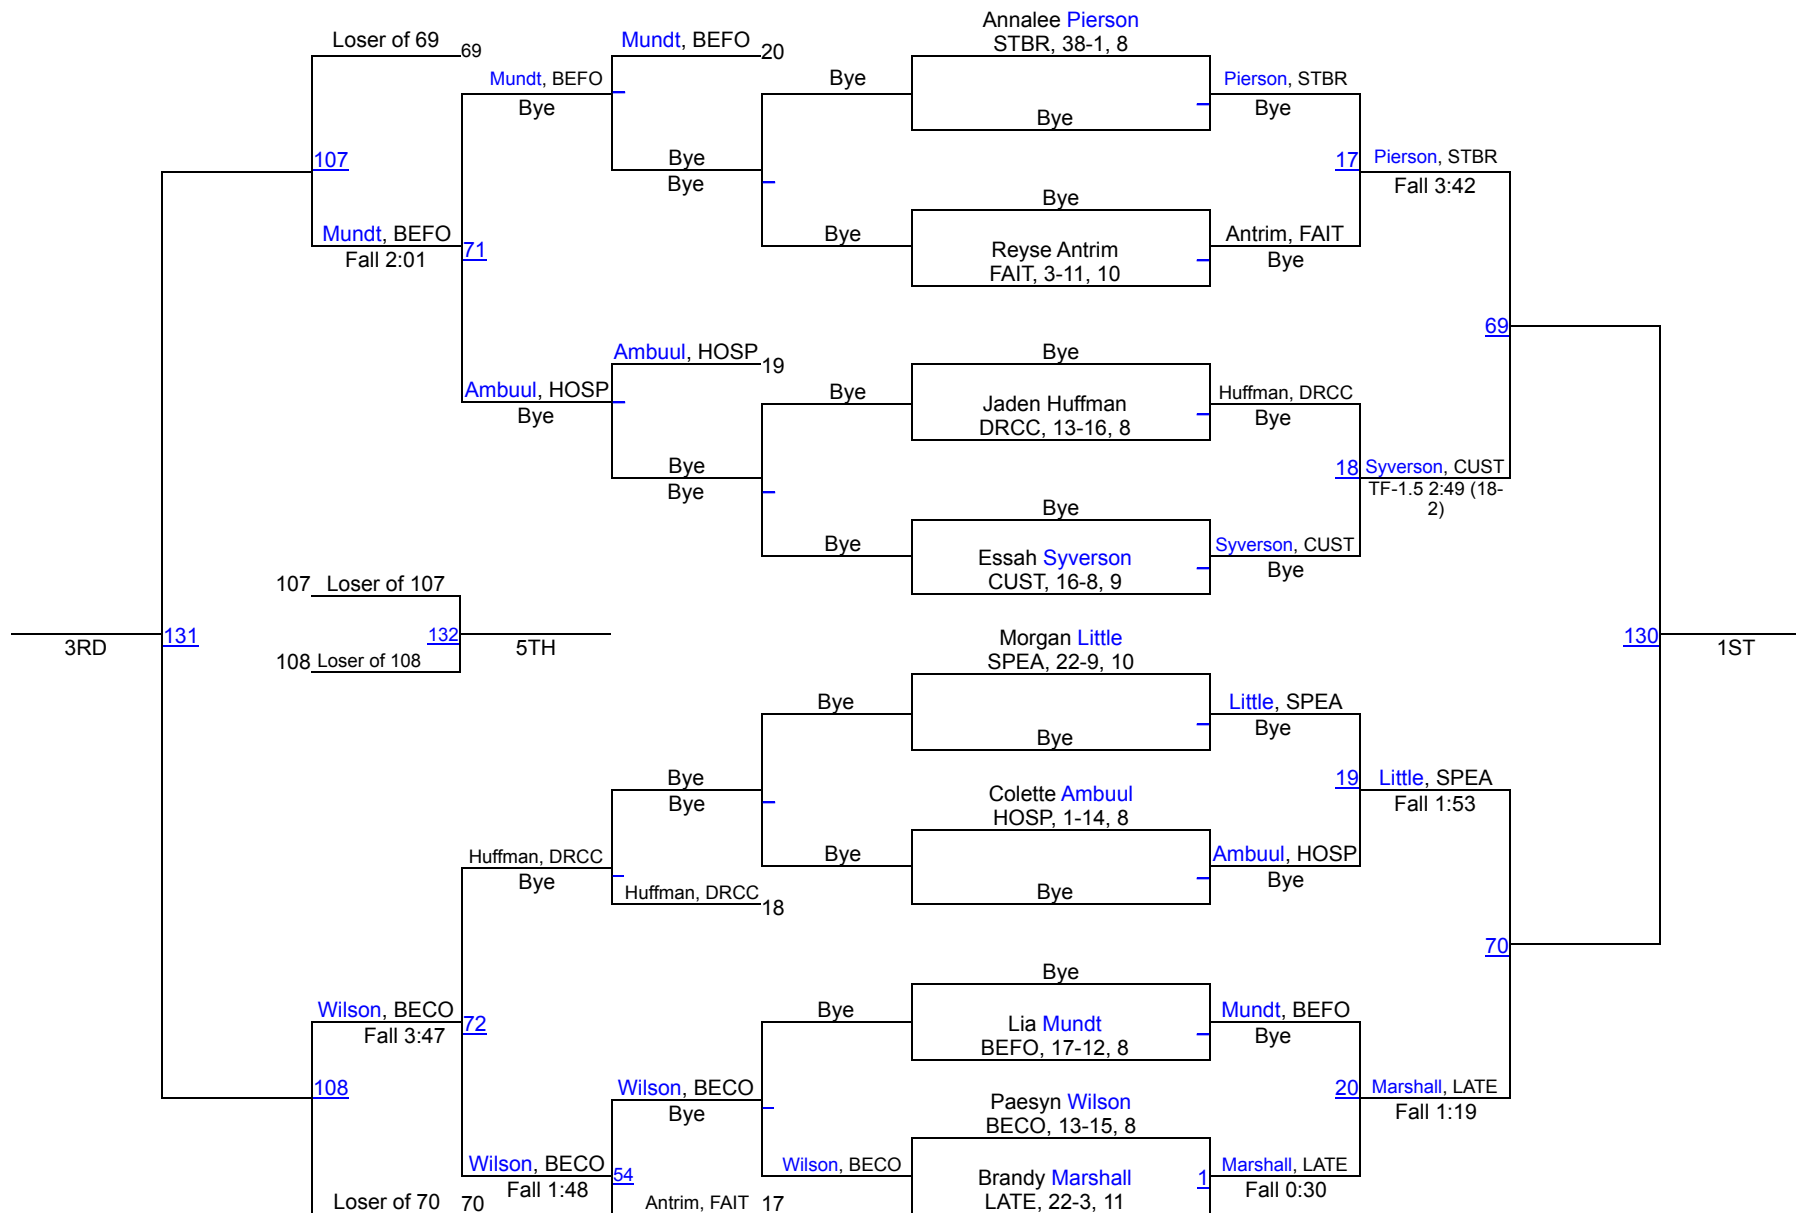 Annalee Pierson
STBR, 38-1, 8
Loser of 69
69
Mundt, BEFO
20
Mundt, BEFO
Bye
Bye
Pierson, STBR
Bye
Bye
107
Bye
Bye
17
Pierson, STBR
Fall 3:42
Bye
Mundt, BEFO
Fall 2:01
71
Bye
Reyse Antrim
FAIT, 3-11, 10
Antrim, FAIT
Bye
69
Ambuul, HOSP
19
Bye
Ambuul, HOSP
Bye
Bye
Jaden Huffman
DRCC, 13-16, 8
Huffman, DRCC
Bye
Bye
Bye
18
Syverson, CUST
TF-1.5 2:49 (18-
2)
Bye
Bye
Essah Syverson
CUST, 16-8, 9
Syverson, CUST
Bye
107
Loser of 107
3RD
131
132
5TH
108
Loser of 108
Morgan Little
SPEA, 22-9, 10
130
1ST
Bye
Little, SPEA
Bye
Bye
Bye
Bye
19
Little, SPEA
Fall 1:53
Colette Ambuul
HOSP, 1-14, 8
Huffman, DRCC
Bye
Bye
Ambuul, HOSP
Bye
Huffman, DRCC
18
Bye
70
Bye
Wilson, BECO
Fall 3:47
72
Bye
Lia Mundt
BEFO, 17-12, 8
Mundt, BEFO
Bye
108
Wilson, BECO
Bye
Paesyn Wilson
BECO, 13-15, 8
20
Marshall, LATE
Fall 1:19
Wilson, BECO
Fall 1:48
54
Wilson, BECO
Brandy Marshall
LATE, 22-3, 11
1
Marshall, LATE
Fall 0:30
Loser of 70
70
Antrim, FAIT
17